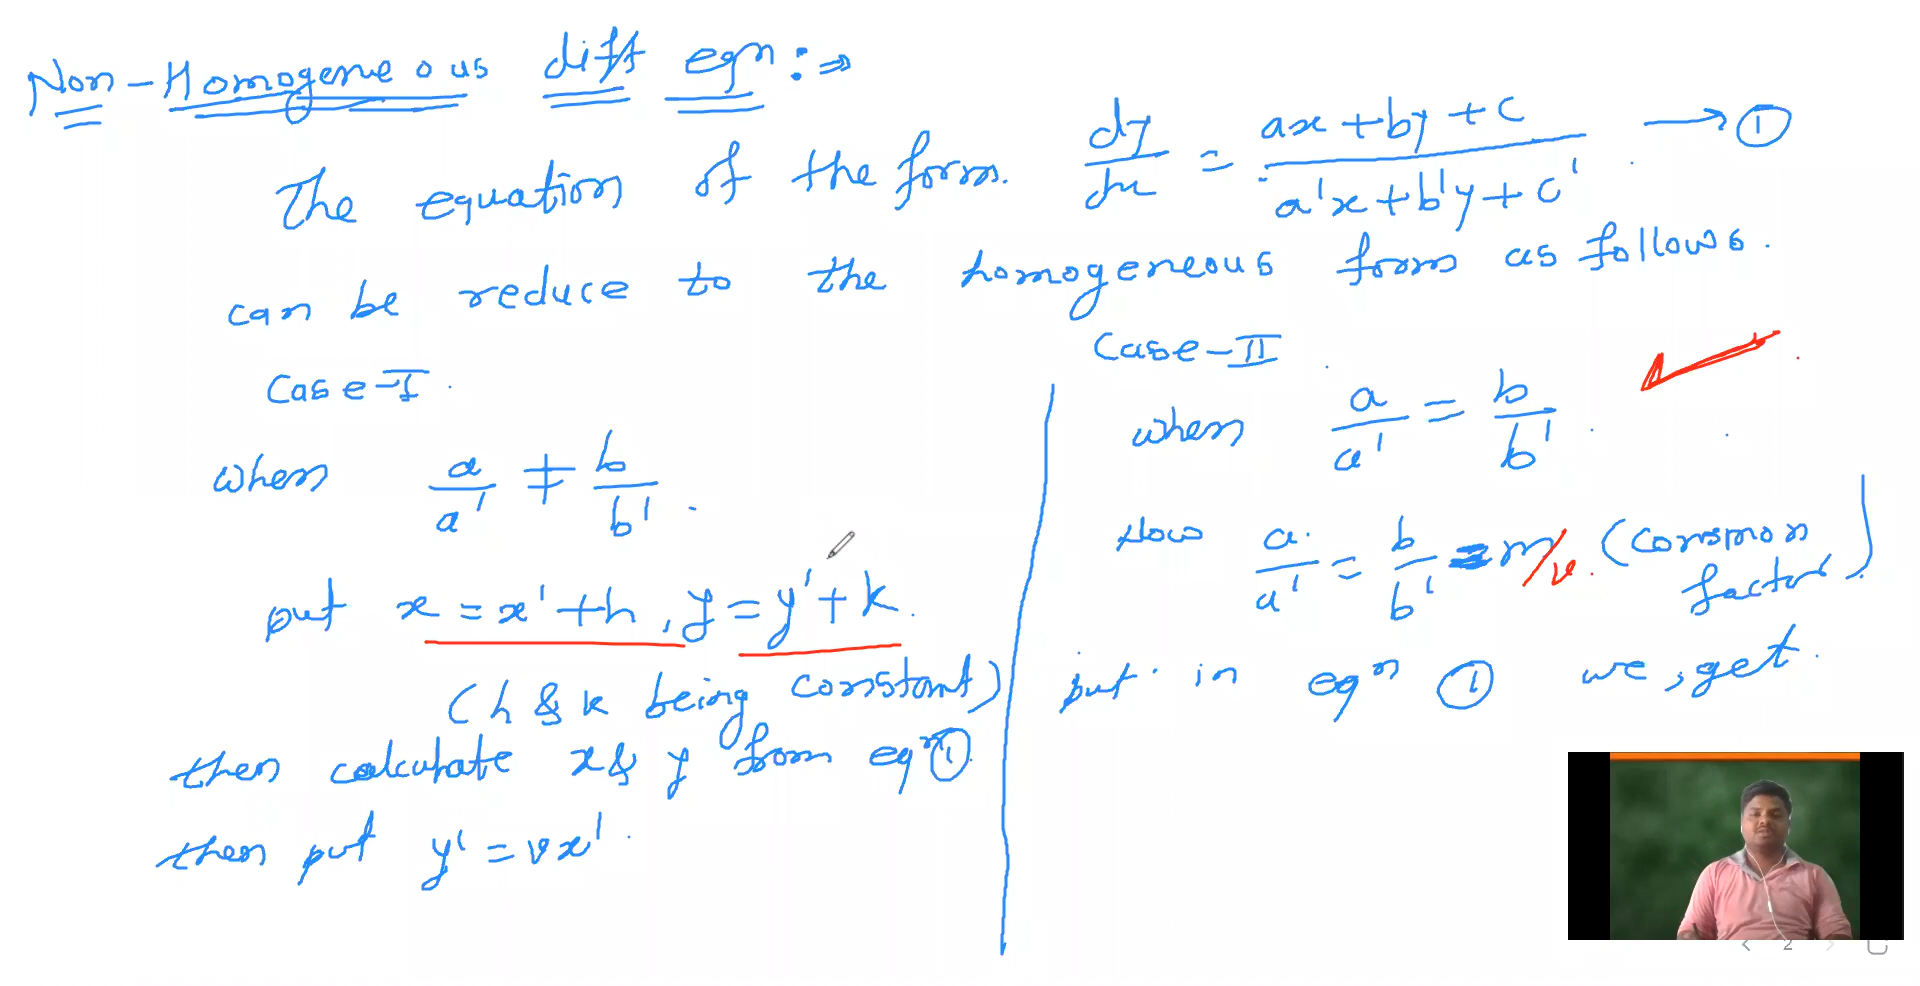 Non-Homogeneous diff eqn :⇒
The equation of the form. dy/dx = (ax+by+c)/(a'x+b'y+c') → ①
can be reduce to the homogeneous form as follows.
Case-I.
when a/a' ≠ b/b'.
put x = x'+h, y = y'+k.
(h & k being constant)
then calculate x & y from eqn ①.
then put y' = vx'.
Case-II.
when a/a' = b/b'.
Now a/a' = b/b' = m/v. (common factor)
put in eqn ① we, get.
2